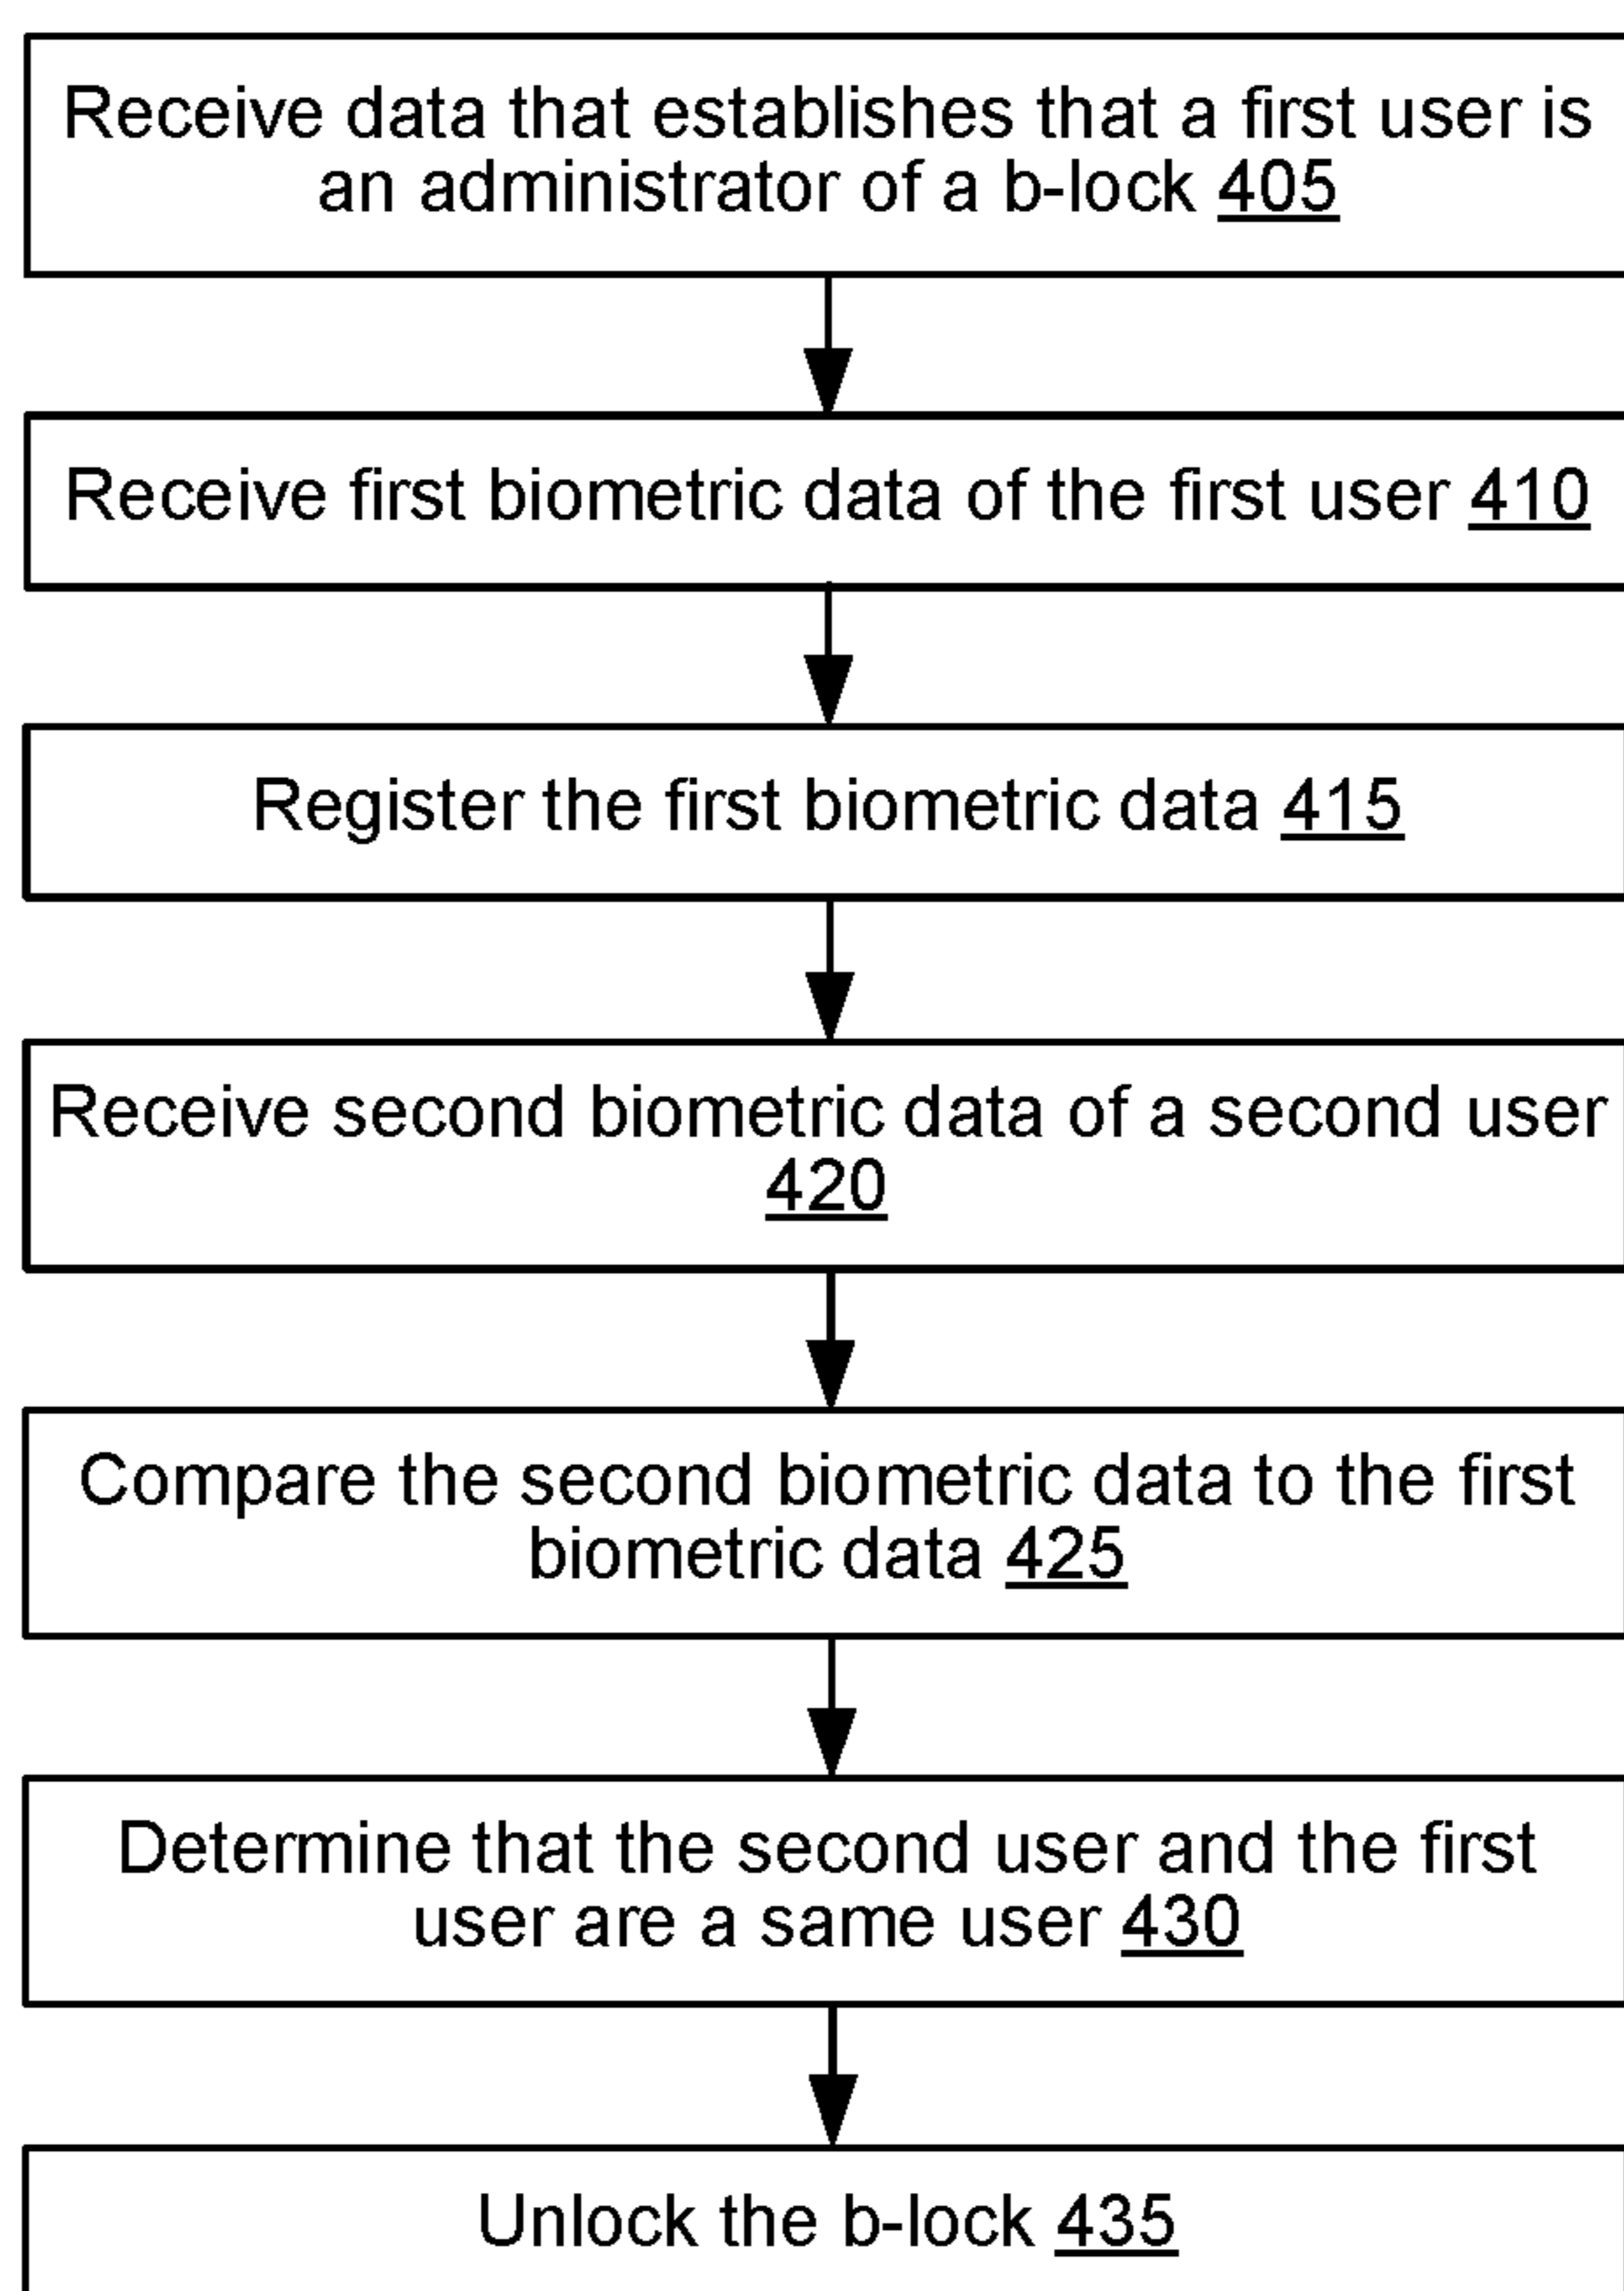 Receive data that establishes that a first user is
an administrator of a b-lock 405
Receive first biometric data of the first user 410
Register the first biometric data 415
Receive second biometric data of a second user
420
Compare the second biometric data to the first
biometric data 425
Determine that the second user and the first
user are a same user 430
Unlock the b-lock 435